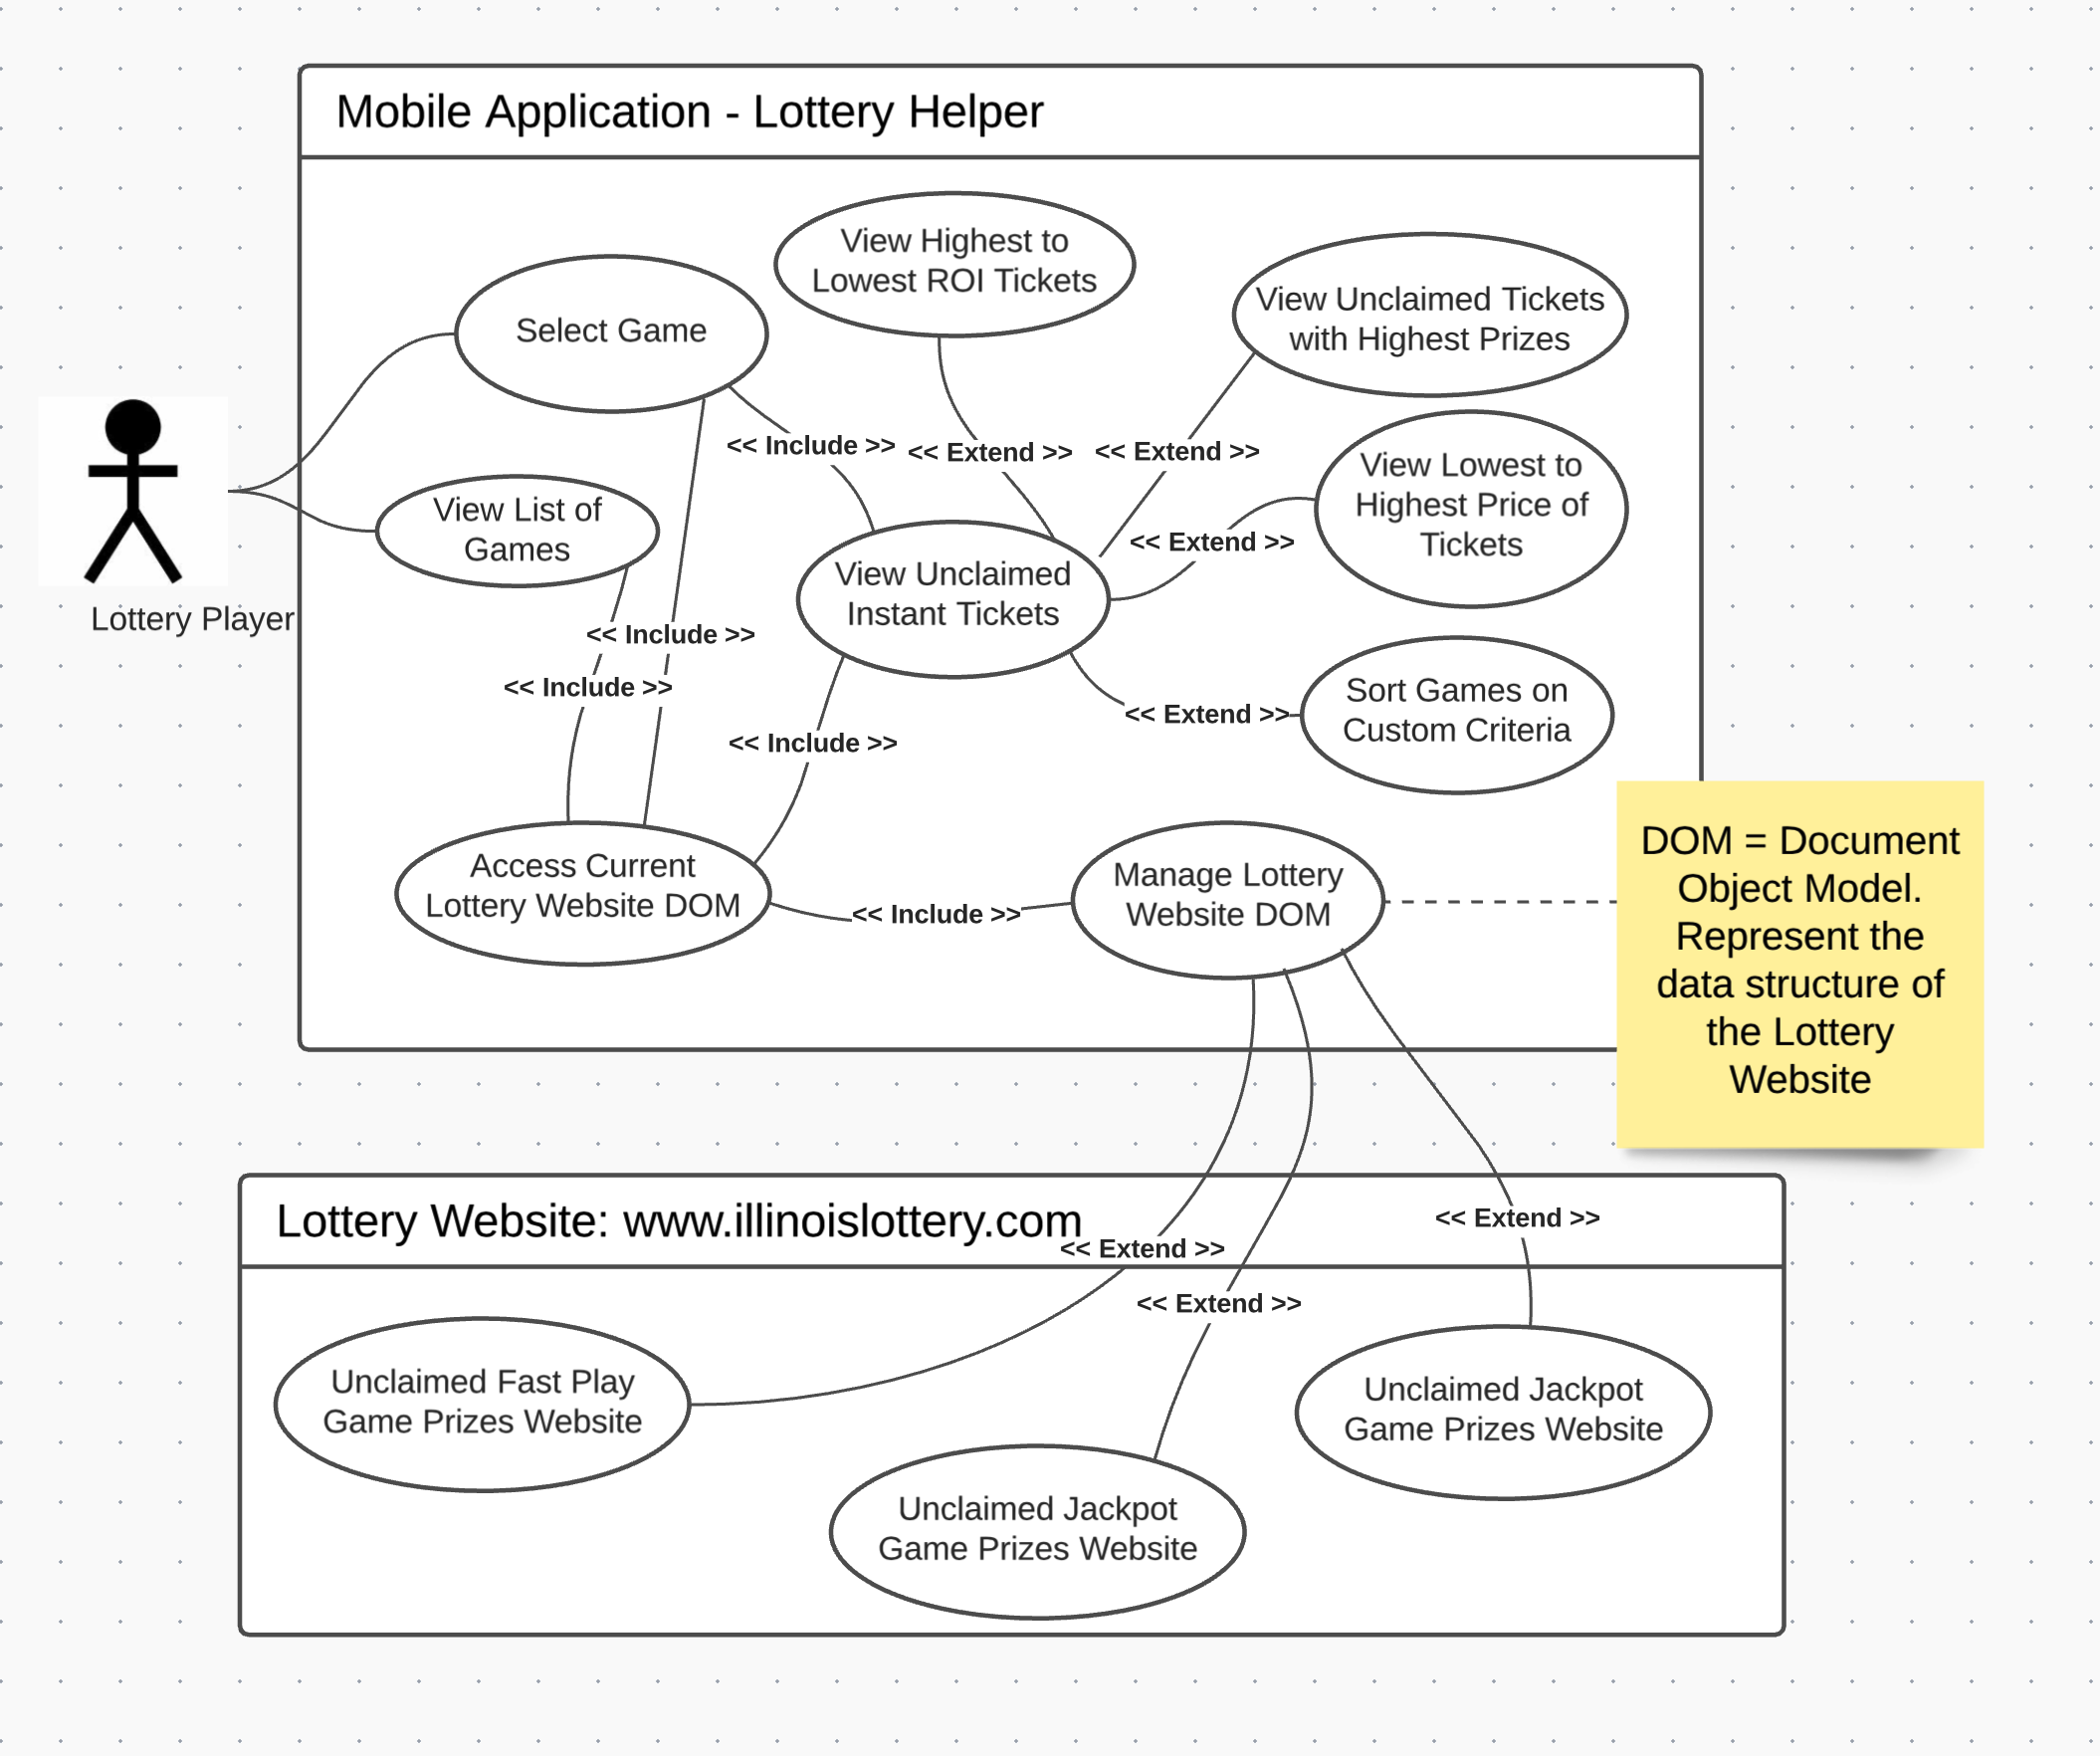 Mobile Application - Lottery Helper
View Highest to
Lowest ROI Tickets
View Unclaimed Tickets
with Highest Prizes
Select Game
<< Include >>
<< Extend >>
<< Extend >>
View Lowest to
Highest Price of
Tickets
View List of
Games
<< Extend >>
View Unclaimed
Instant Tickets
Lottery Player
<< Include >>
<< Include >>
<< Extend >>
Sort Games on
Custom Criteria
<< Include >>
Access Current
Lottery Website DOM
<< Include >>
Manage Lottery
Website DOM
DOM = Document
Object Model.
Represent the
data structure of
the Lottery
Website
Lottery Website: www.illinoislottery.com
<< Extend >>
<< Extend >>
<< Extend >>
Unclaimed Fast Play
Game Prizes Website
Unclaimed Jackpot
Game Prizes Website
Unclaimed Jackpot
Game Prizes Website